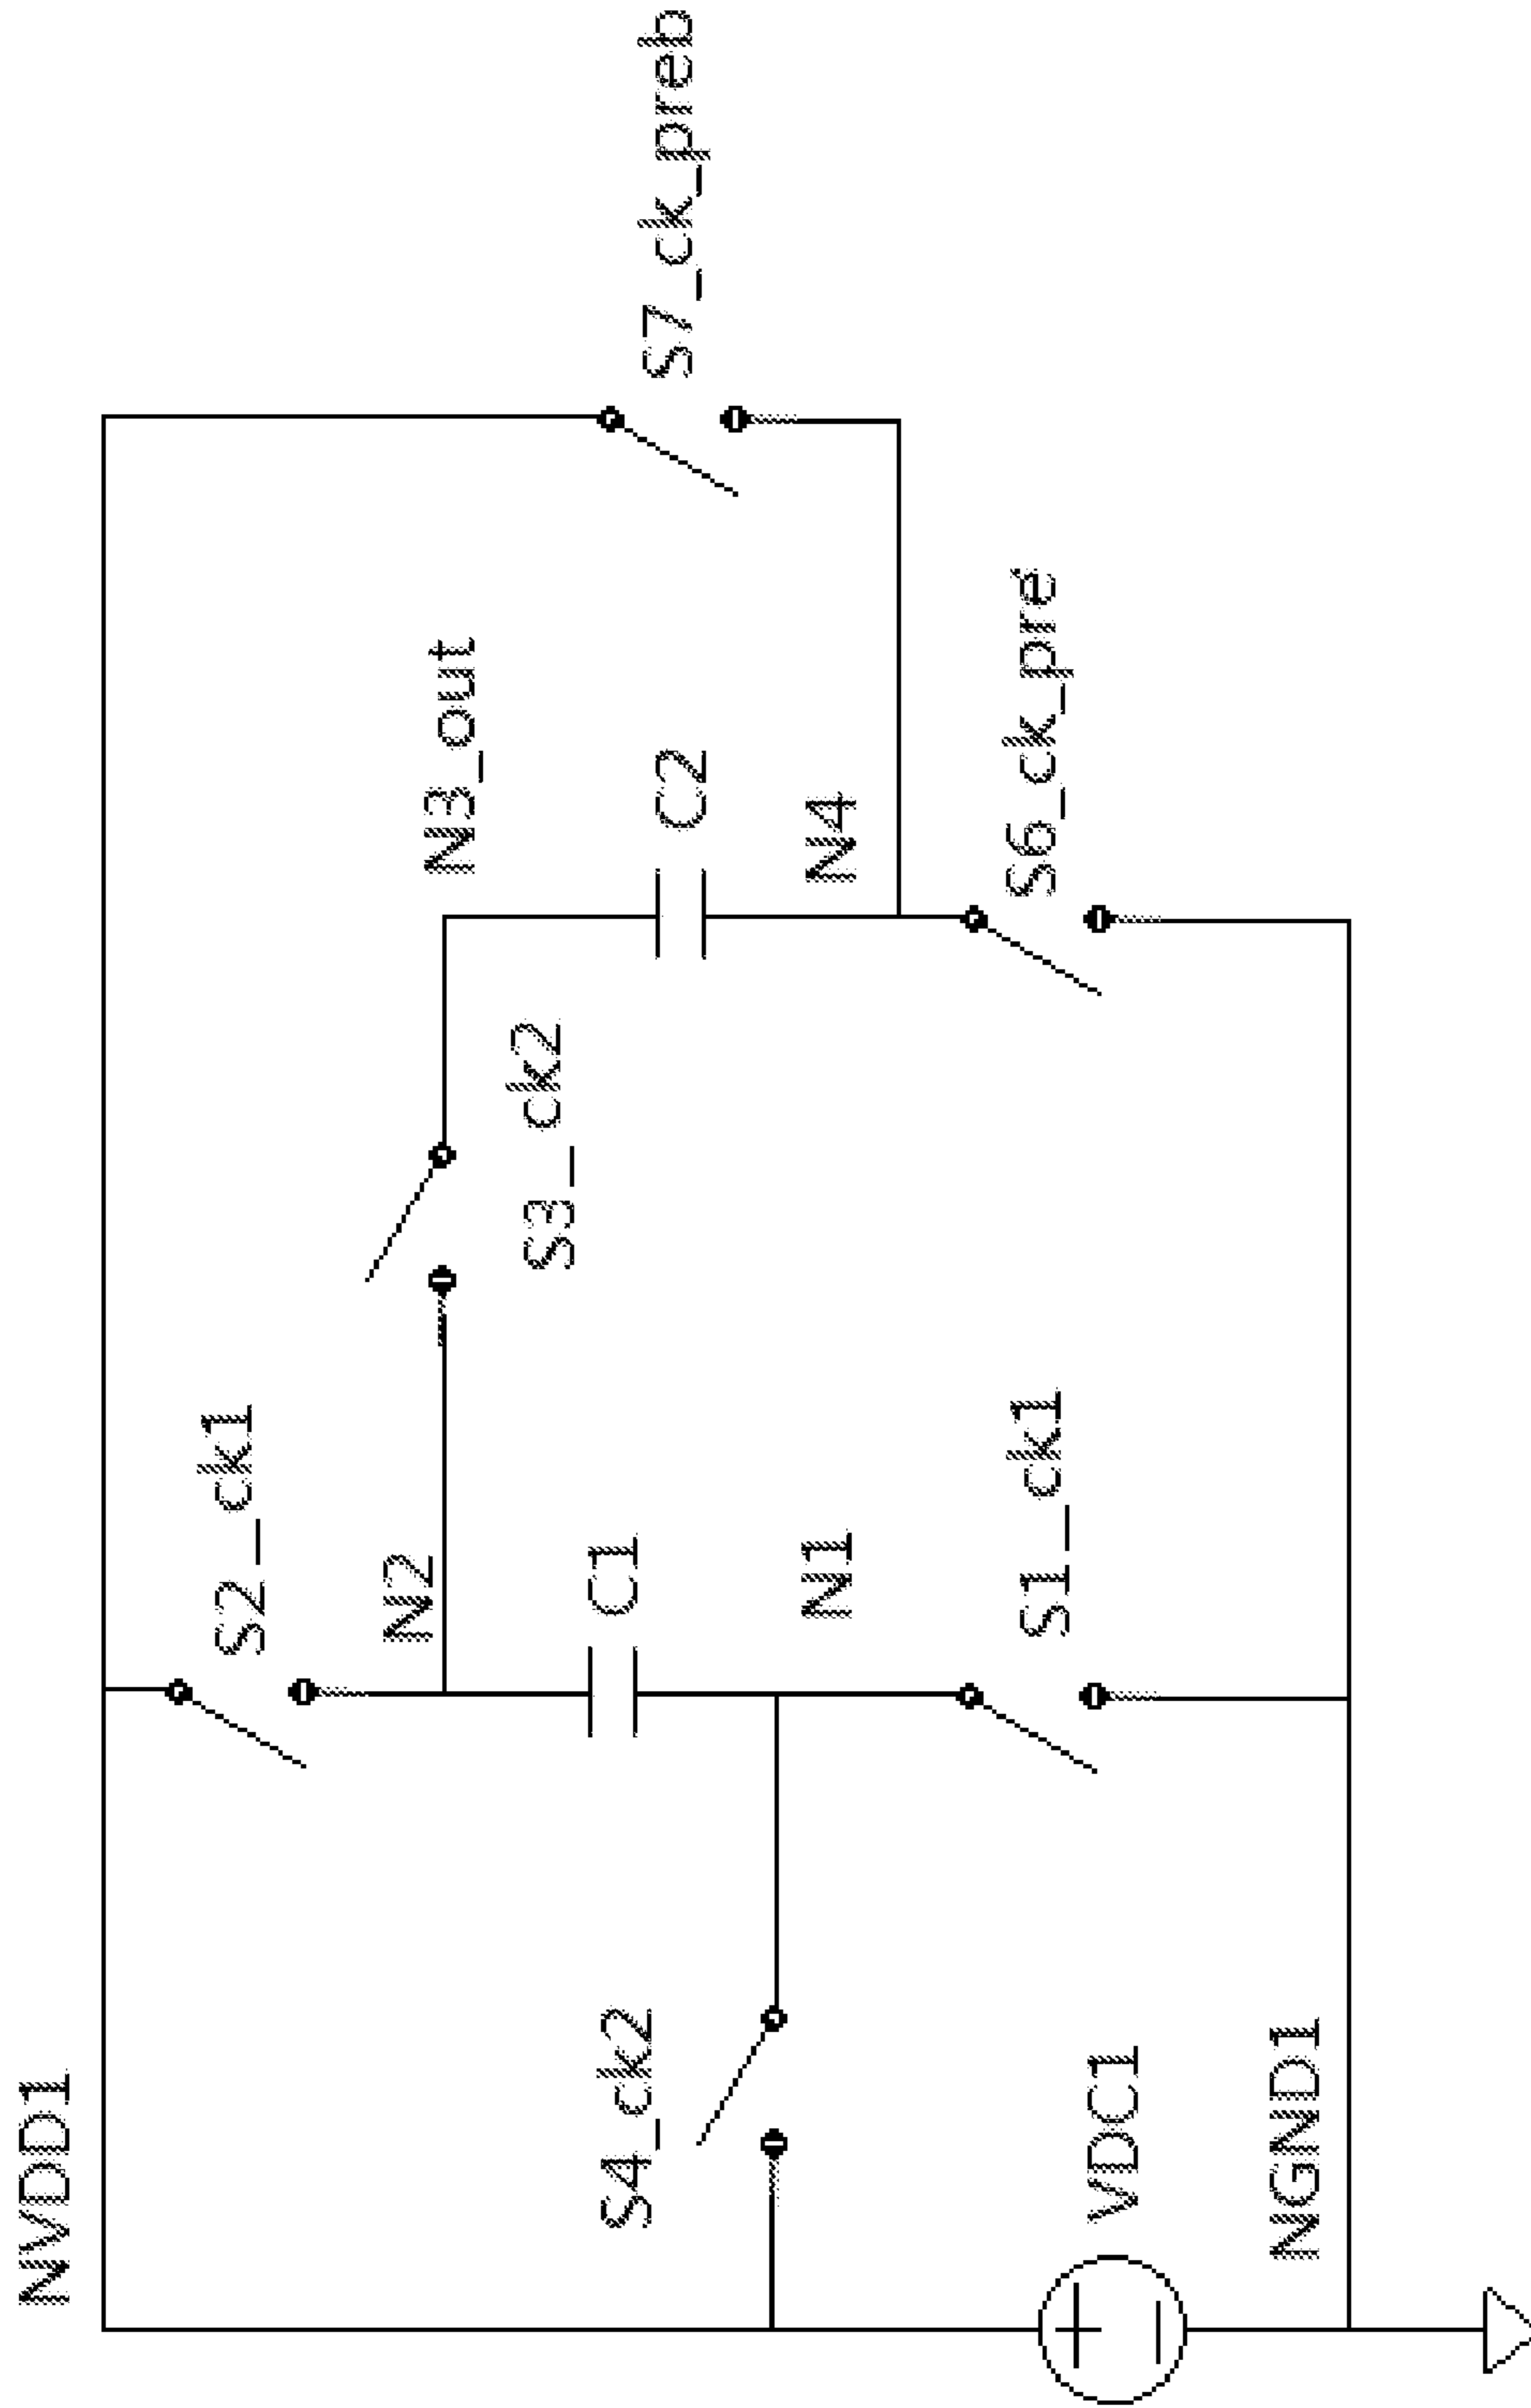 NVDD1
S2_ck1
N2
S3_ck2
N3_out
S7_ck_preb
C1
C2
S4_ck2
N1
N4
S1_ck1
S6_ck_pre
VDC1
NGND1